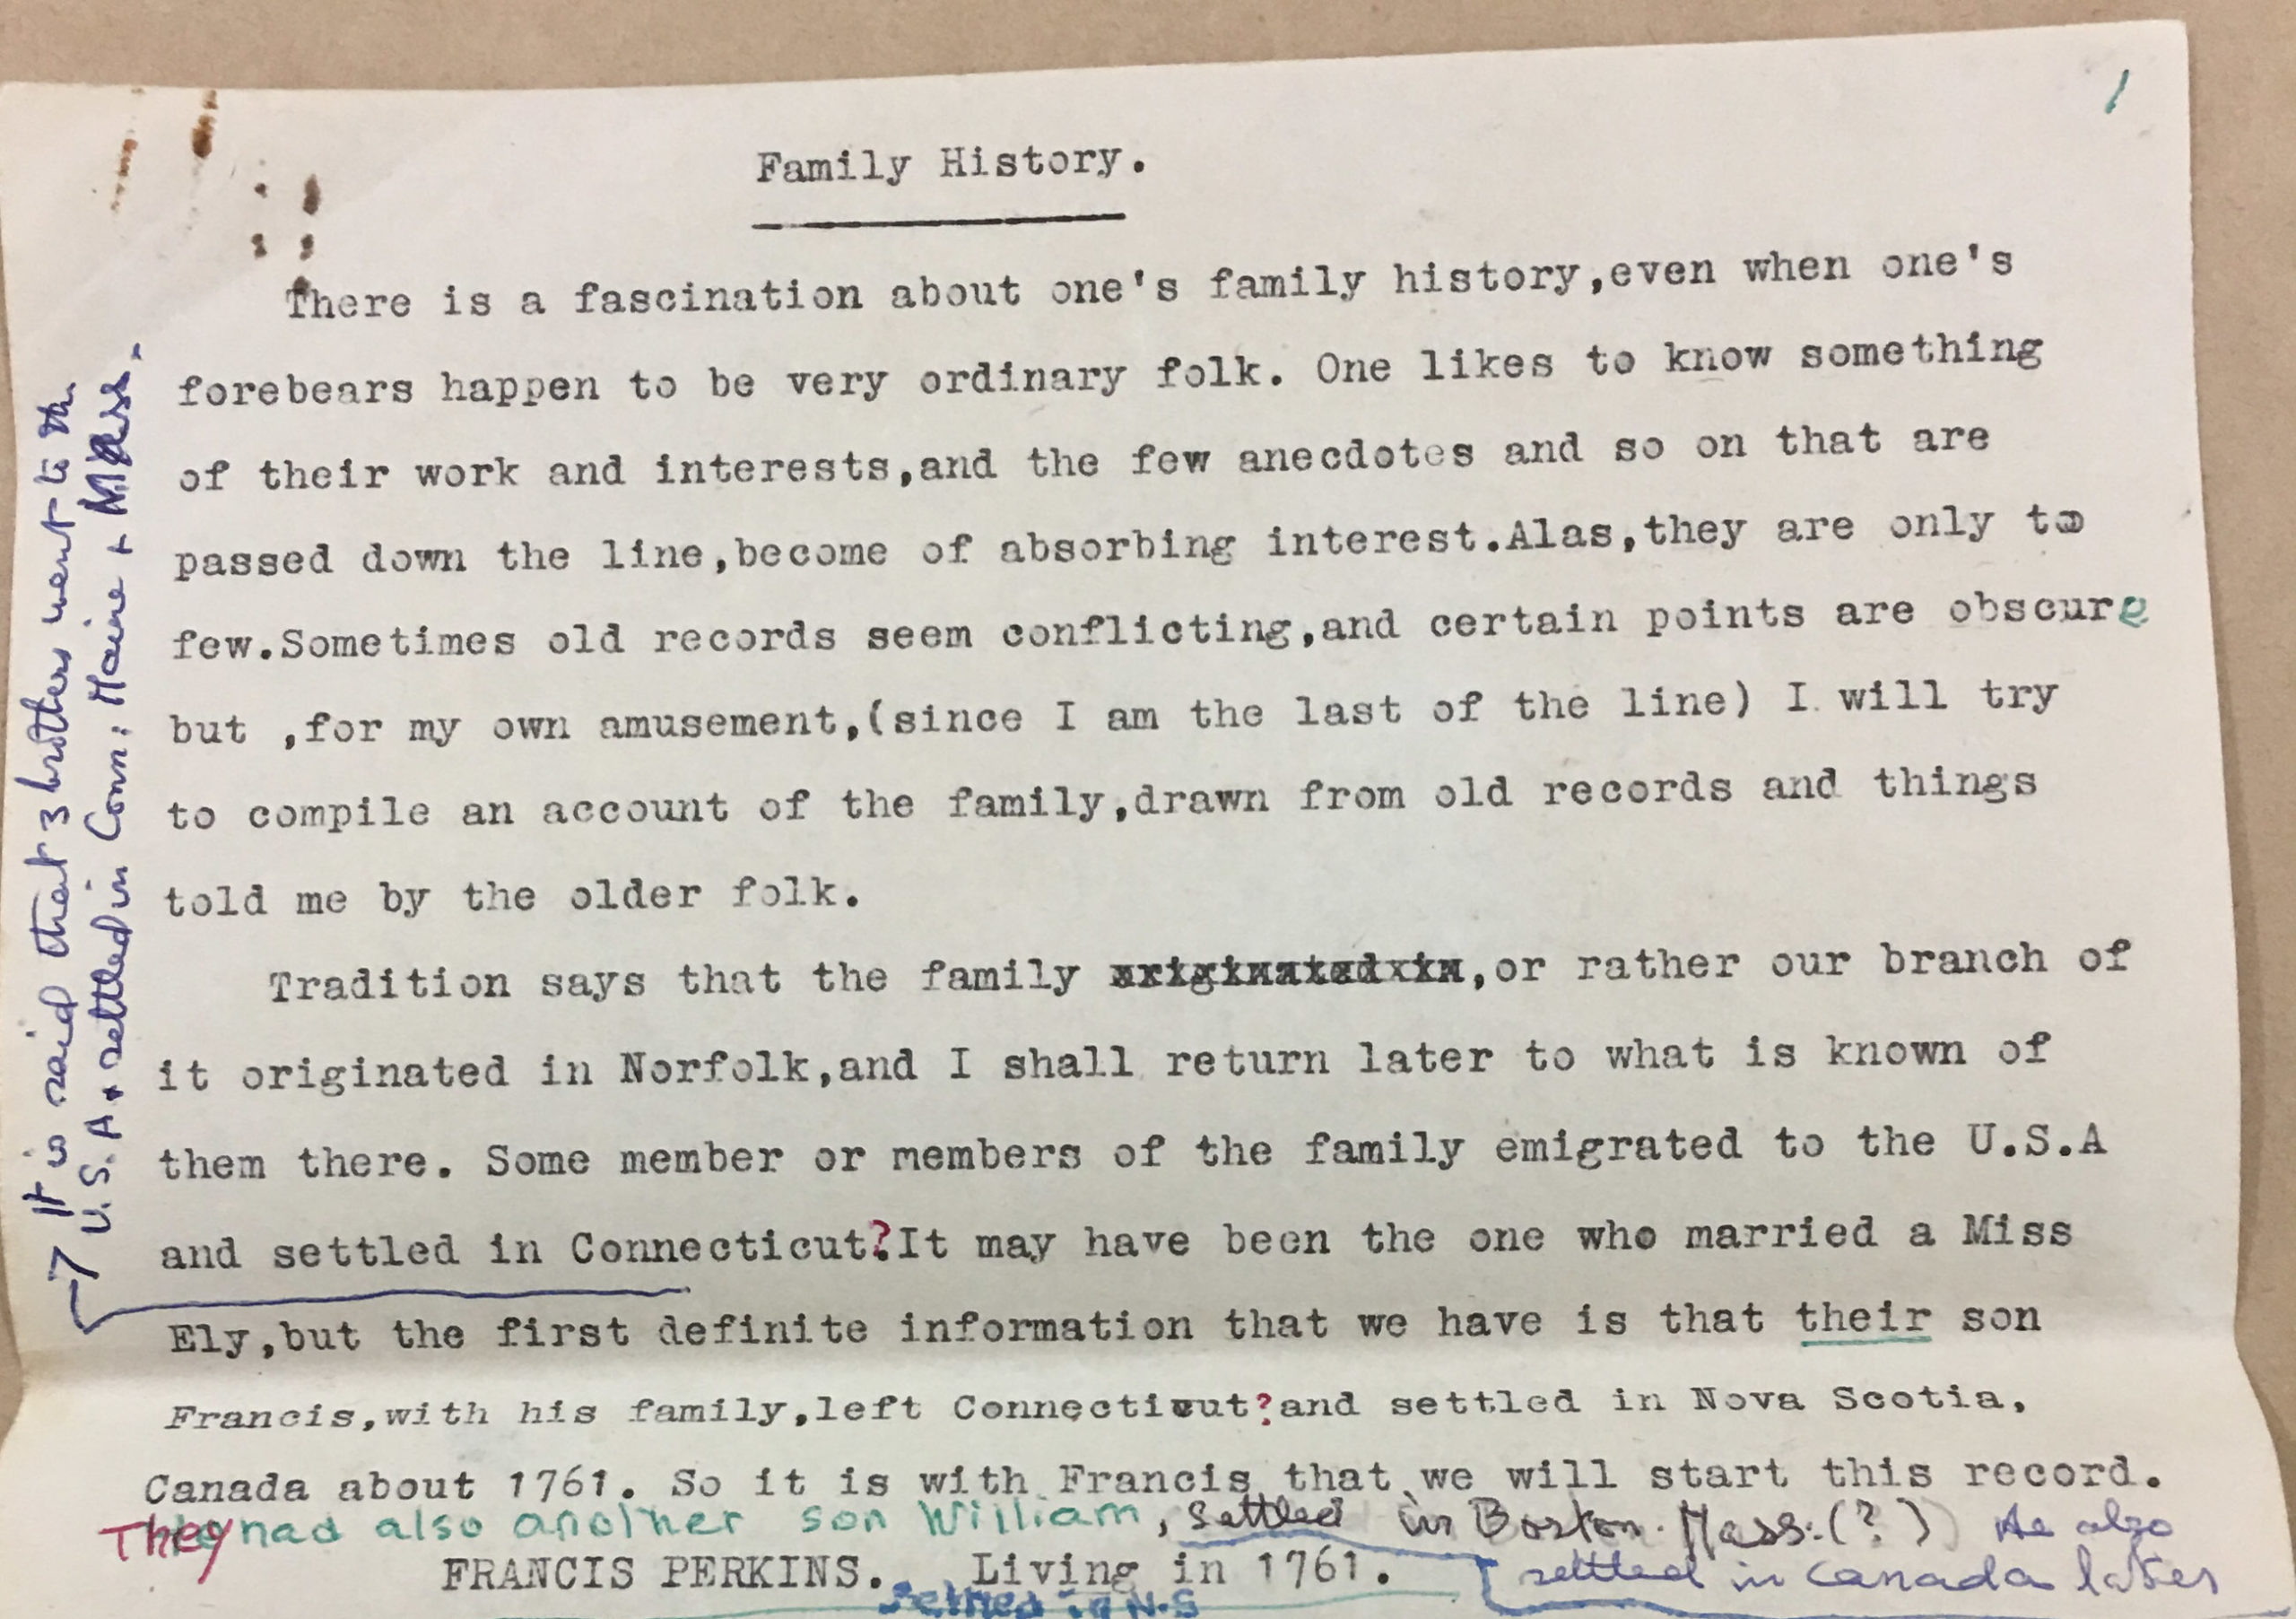 1
Family History.
There is a fascination about one's family history,even when one's
forebears happen to be very ordinary folk. One likes to know something
of their work and interests,and the few anecdotes and so on that are
passed down the line,become of absorbing interest.Alas,they are only too
few.Sometimes old records seem conflicting,and certain points are obscure
but ,for my own amusement,(since I am the last of the line) I will try
to compile an account of the family,drawn from old records and things
told me by the older folk.
Tradition says that the family originated in,or rather our branch of
it originated in Norfolk,and I shall return later to what is known of
them there. Some member or members of the family emigrated to the U.S.A
and settled in Connecticut?It may have been the one who married a Miss
Ely,but the first definite information that we have is that their son
Francis,with his family,left Connecticut?and settled in Nova Scotia,
Canada about 1761. So it is with Francis that we will start this record.
They had also another son William, settled in Boston. Mass:(?) He also
settled in Canada later
FRANCIS PERKINS. Living in 1761.
Settled in N.S
It is said that 3 brothers went to the
U.S.A. + settled in Conn: Maine + Mass.